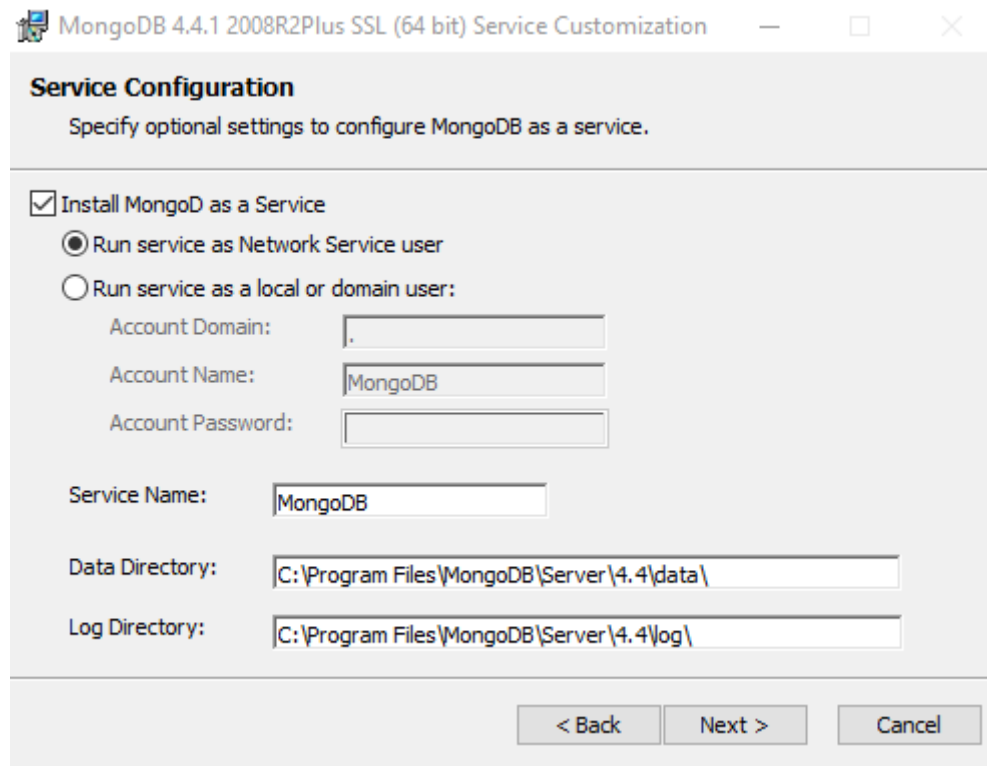 MongoDB 4.4.1 2008R2Plus SSL (64 bit) Service Customization
Service Configuration
Specify optional settings to configure MongoDB as a service.
Install MongoD as a Service
Run service as Network Service user
Run service as a local or domain user:
Account Domain: .
Account Name: MongoDB
Account Password:
Service Name: MongoDB
Data Directory: C:\Program Files\MongoDB\Server\4.4\data\
Log Directory: C:\Program Files\MongoDB\Server\4.4\log\
< Back Next > Cancel